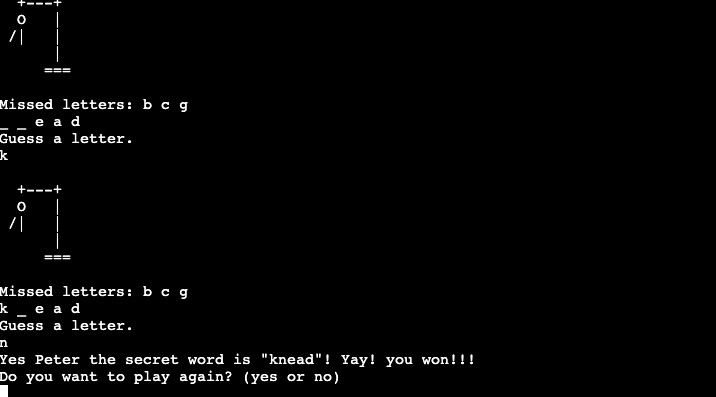 +---+
O   |
/|   |
|
===
Missed letters: b c g
_ _ e a d
Guess a letter.
k
+---+
O   |
/|   |
|
===
Missed letters: b c g
k _ e a d
Guess a letter.
n
Yes Peter the secret word is "knead"! Yay! you won!!!
Do you want to play again? (yes or no)